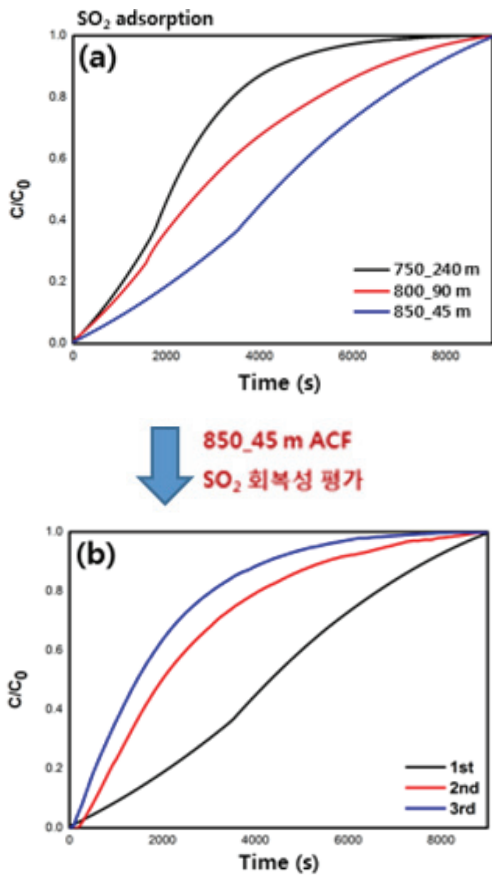 SO₂ adsorption
(a)
C/C₀
1.0
0.8
0.6
0.4
0.2
0.0
750_240 m
800_90 m
850_45 m
0 2000 4000 6000 8000
Time (s)
850_45 m ACF
SO₂ 회복성 평가
(b)
C/C₀
1.0
0.8
0.6
0.4
0.2
0.0
1st
2nd
3rd
0 2000 4000 6000 8000
Time (s)